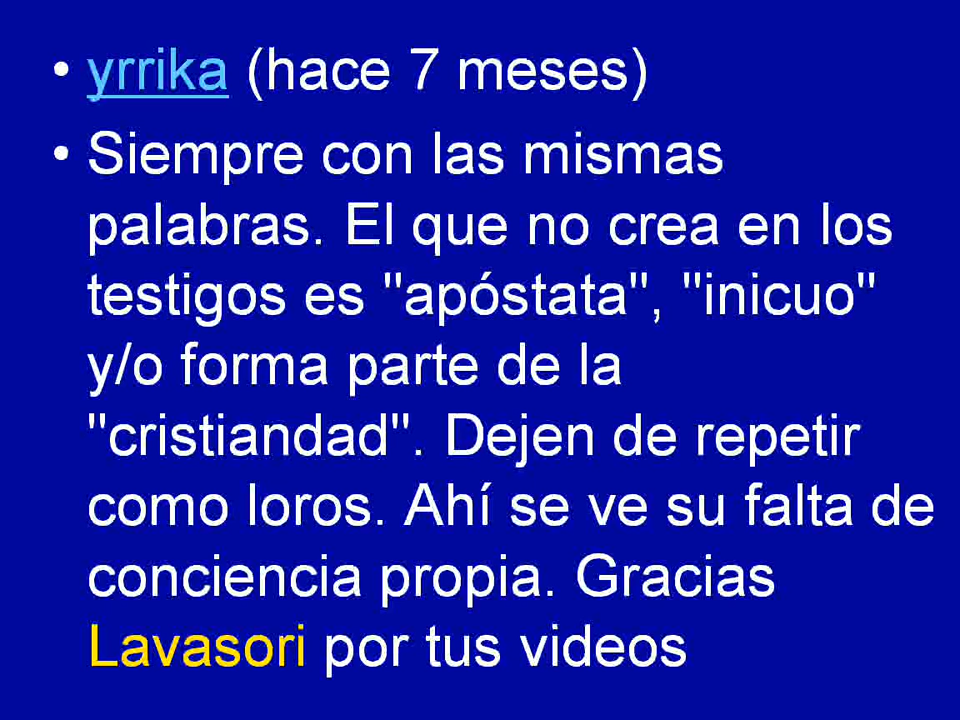 • yrrika (hace 7 meses)
• Siempre con las mismas
palabras. El que no crea en los
testigos es "apóstata", "inicuo"
y/o forma parte de la
"cristiandad". Dejen de repetir
como loros. Ahí se ve su falta de
conciencia propia. Gracias
Lavasori por tus videos